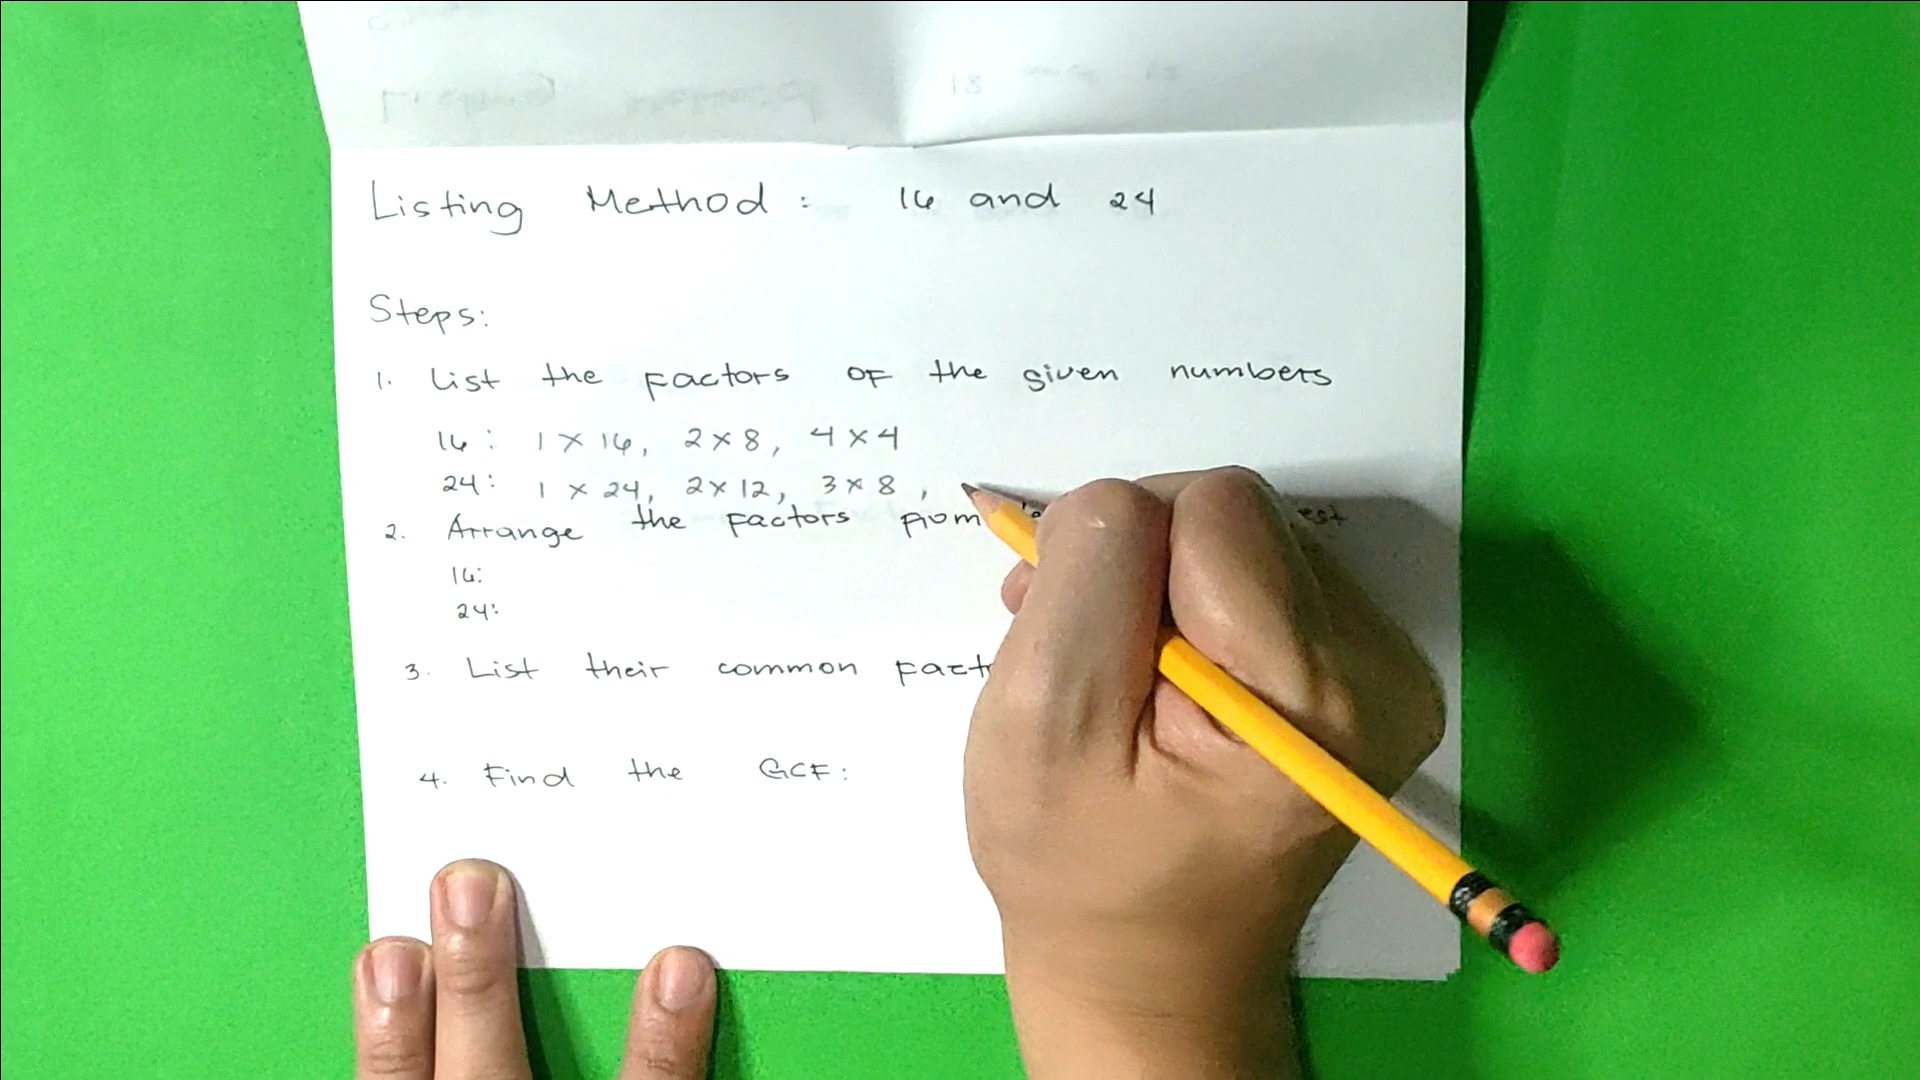 Listing Method : 16 and 24
Steps:
1. List the factors of the given numbers
16: 1 x 16, 2 x 8, 4 x 4
24: 1 x 24, 2 x 12, 3 x 8,
2. Arrange the factors from
16:
24:
3. List their common
4. Find the GCF: